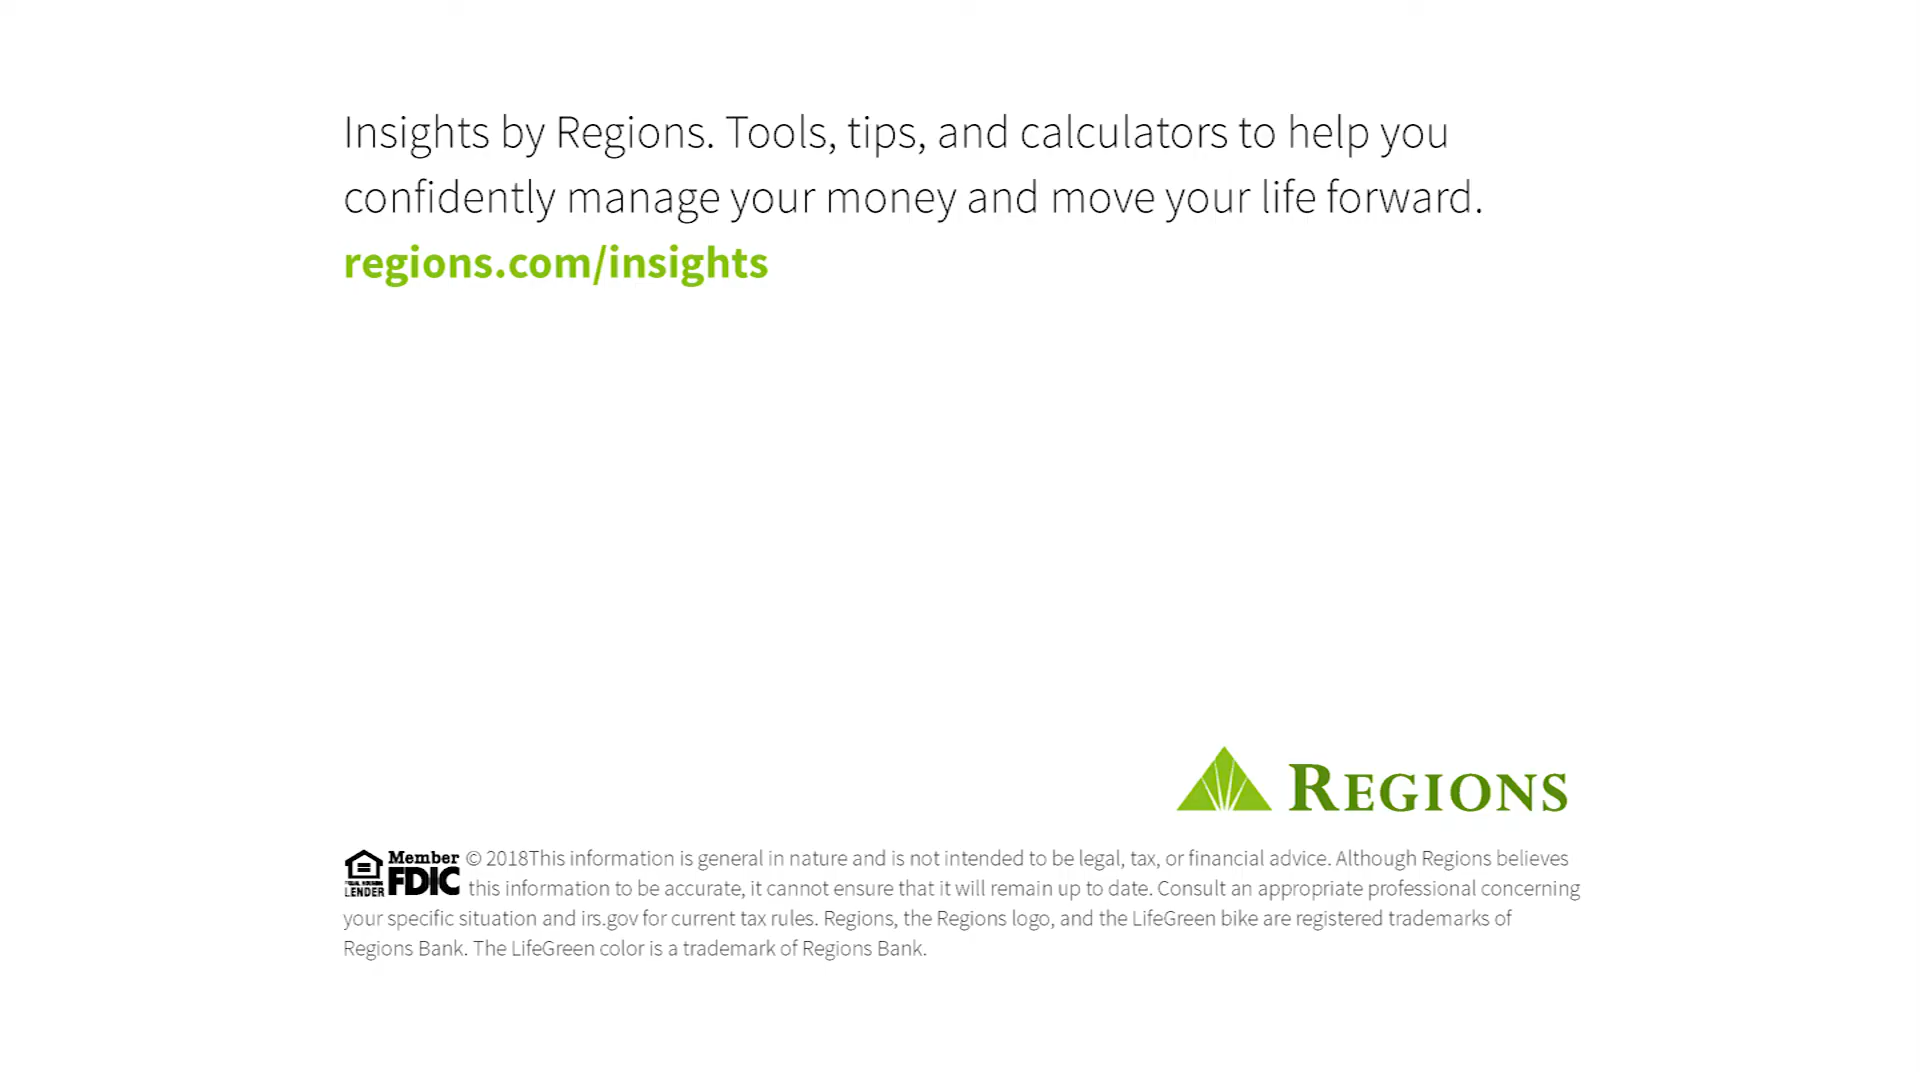 Insights by Regions. Tools, tips, and calculators to help you
confidently manage your money and move your life forward.
regions.com/insights
REGIONS
Member © 2018This information is general in nature and is not intended to be legal, tax, or financial advice. Although Regions believes
LENDER FDIC this information to be accurate, it cannot ensure that it will remain up to date. Consult an appropriate professional concerning
your specific situation and irs.gov for current tax rules. Regions, the Regions logo, and the LifeGreen bike are registered trademarks of
Regions Bank. The LifeGreen color is a trademark of Regions Bank.